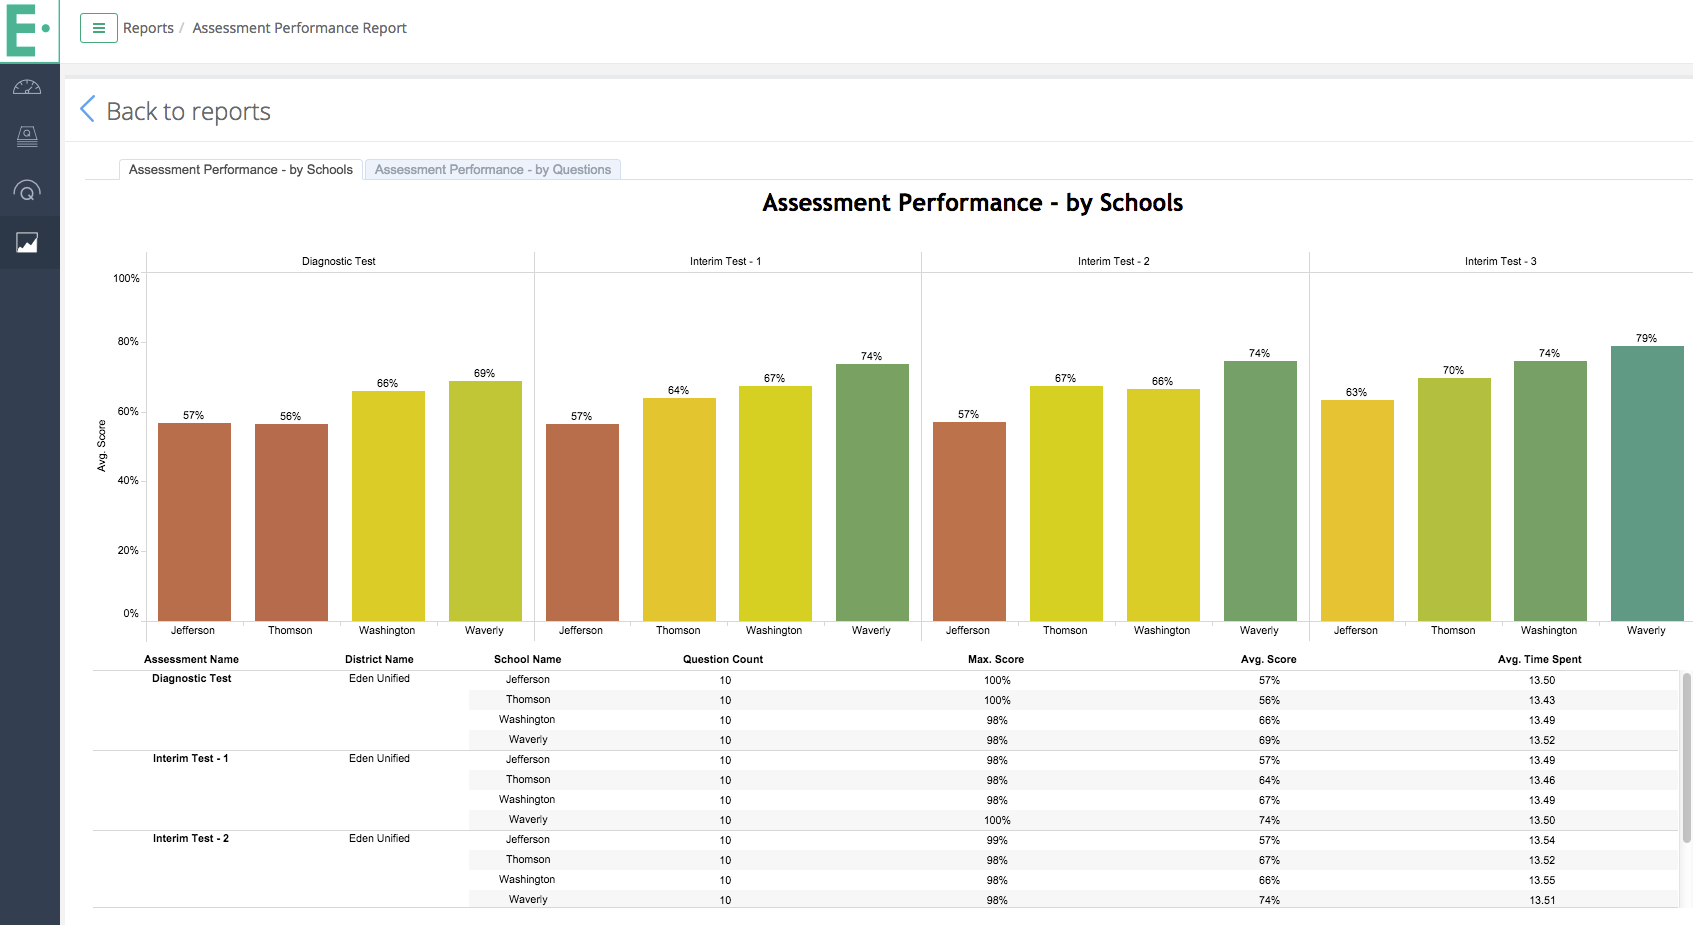 E
Reports / Assessment Performance Report
Back to reports
Assessment Performance - by Schools Assessment Performance - by Questions
Assessment Performance - by Schools
Diagnostic Test Interim Test - 1 Interim Test - 2 Interim Test - 3
100%
80%
60%
40%
20%
0%
Avg. Score
57% 56% 66% 69% 57% 64% 67% 74% 57% 67% 66% 74% 63% 70% 74% 79%
Jefferson Thomson Washington Waverly Jefferson Thomson Washington Waverly Jefferson Thomson Washington Waverly Jefferson Thomson Washington Waverly
Assessment Name District Name School Name Question Count Max. Score Avg. Score Avg. Time Spent
Diagnostic Test Eden Unified Jefferson 10 100% 57% 13.50
Thomson 10 100% 56% 13.43
Washington 10 98% 66% 13.49
Waverly 10 98% 69% 13.52
Interim Test - 1 Eden Unified Jefferson 10 98% 57% 13.49
Thomson 10 98% 64% 13.46
Washington 10 98% 67% 13.49
Waverly 10 100% 74% 13.50
Interim Test - 2 Eden Unified Jefferson 10 99% 57% 13.54
Thomson 10 98% 67% 13.52
Washington 10 98% 66% 13.55
Waverly 10 98% 74% 13.51